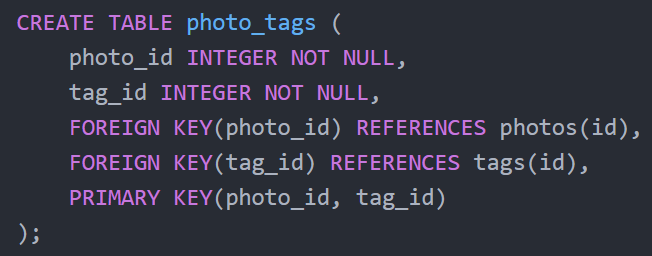 CREATE TABLE photo_tags (
    photo_id INTEGER NOT NULL,
    tag_id INTEGER NOT NULL,
    FOREIGN KEY(photo_id) REFERENCES photos(id),
    FOREIGN KEY(tag_id) REFERENCES tags(id),
    PRIMARY KEY(photo_id, tag_id)
);